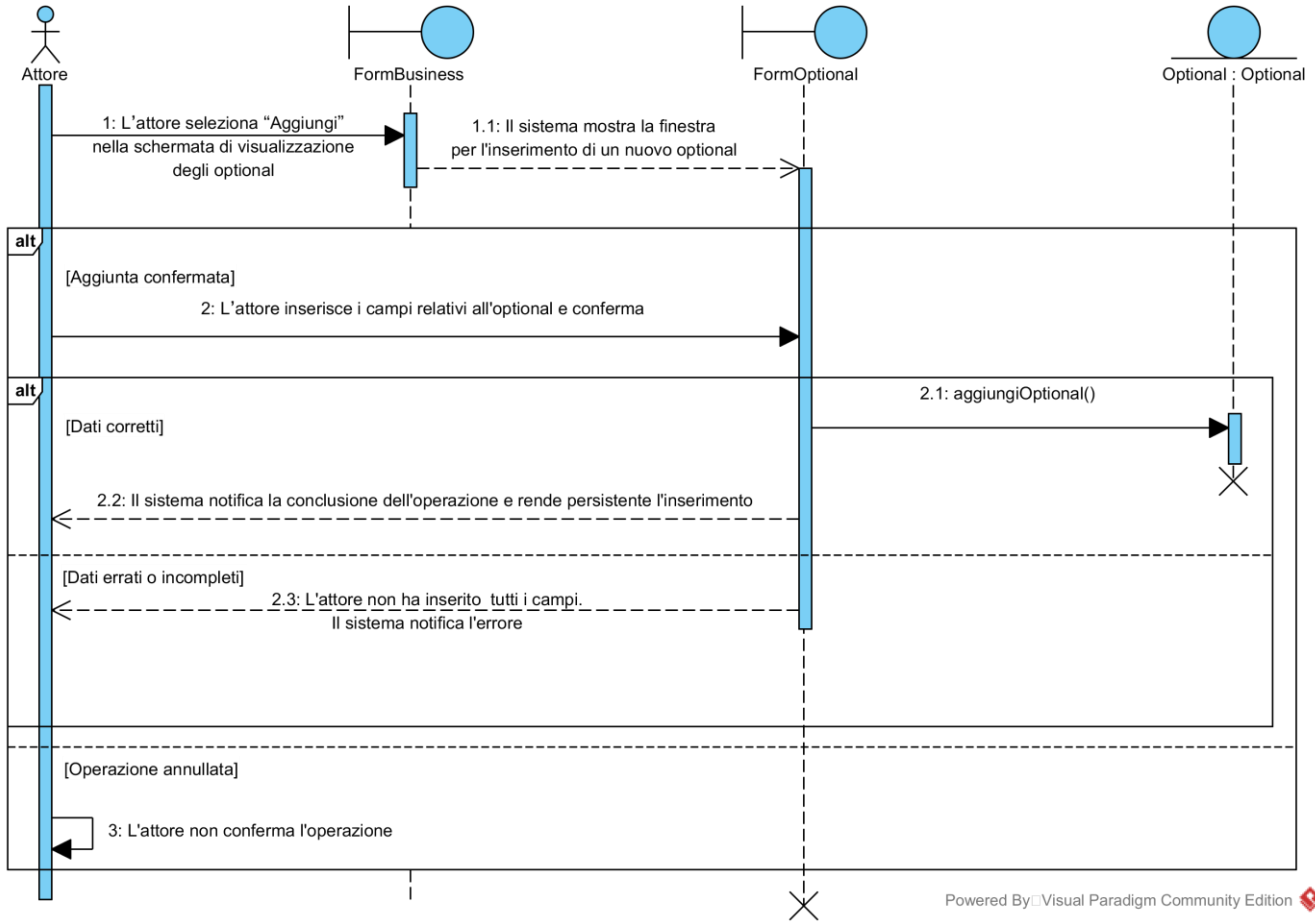 Attore
FormBusiness
FormOptional
Optional : Optional
1: L’attore seleziona “Aggiungi”
nella schermata di visualizzazione
degli optional
1.1: Il sistema mostra la finestra
per l'inserimento di un nuovo optional
alt
[Aggiunta confermata]
2: L’attore inserisce i campi relativi all'optional e conferma
alt
2.1: aggiungiOptional()
[Dati corretti]
2.2: Il sistema notifica la conclusione dell'operazione e rende persistente l'inserimento
[Dati errati o incompleti]
2.3: L'attore non ha inserito  tutti i campi.
Il sistema notifica l'errore
[Operazione annullata]
3: L'attore non conferma l'operazione
Powered By Visual Paradigm Community Edition